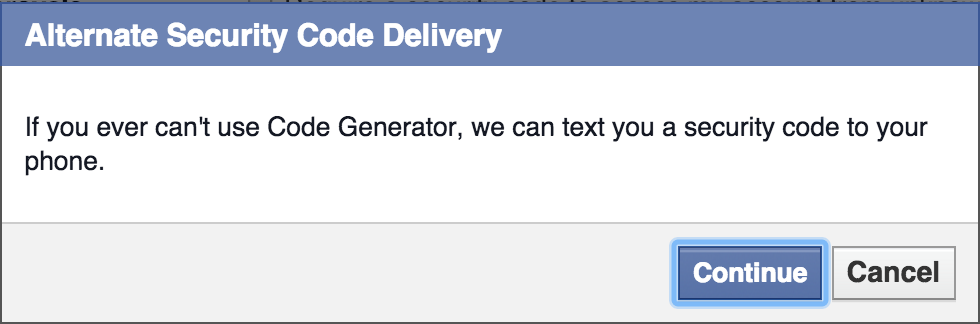 Alternate Security Code Delivery
If you ever can't use Code Generator, we can text you a security code to your
phone.
Continue Cancel